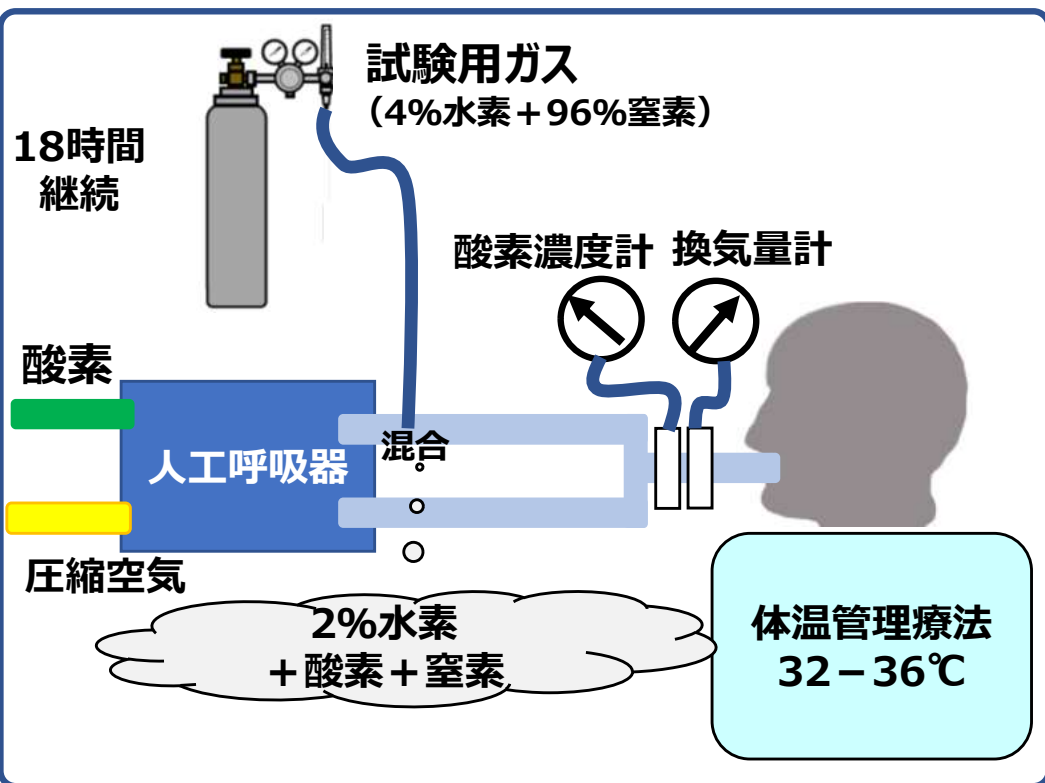 試験用ガス
（4%水素＋96%窒素）
18時間
継続
酸素濃度計
換気量計
酸素
人工呼吸器
混合
圧縮空気
2%水素
＋酸素＋窒素
体温管理療法
32－36℃